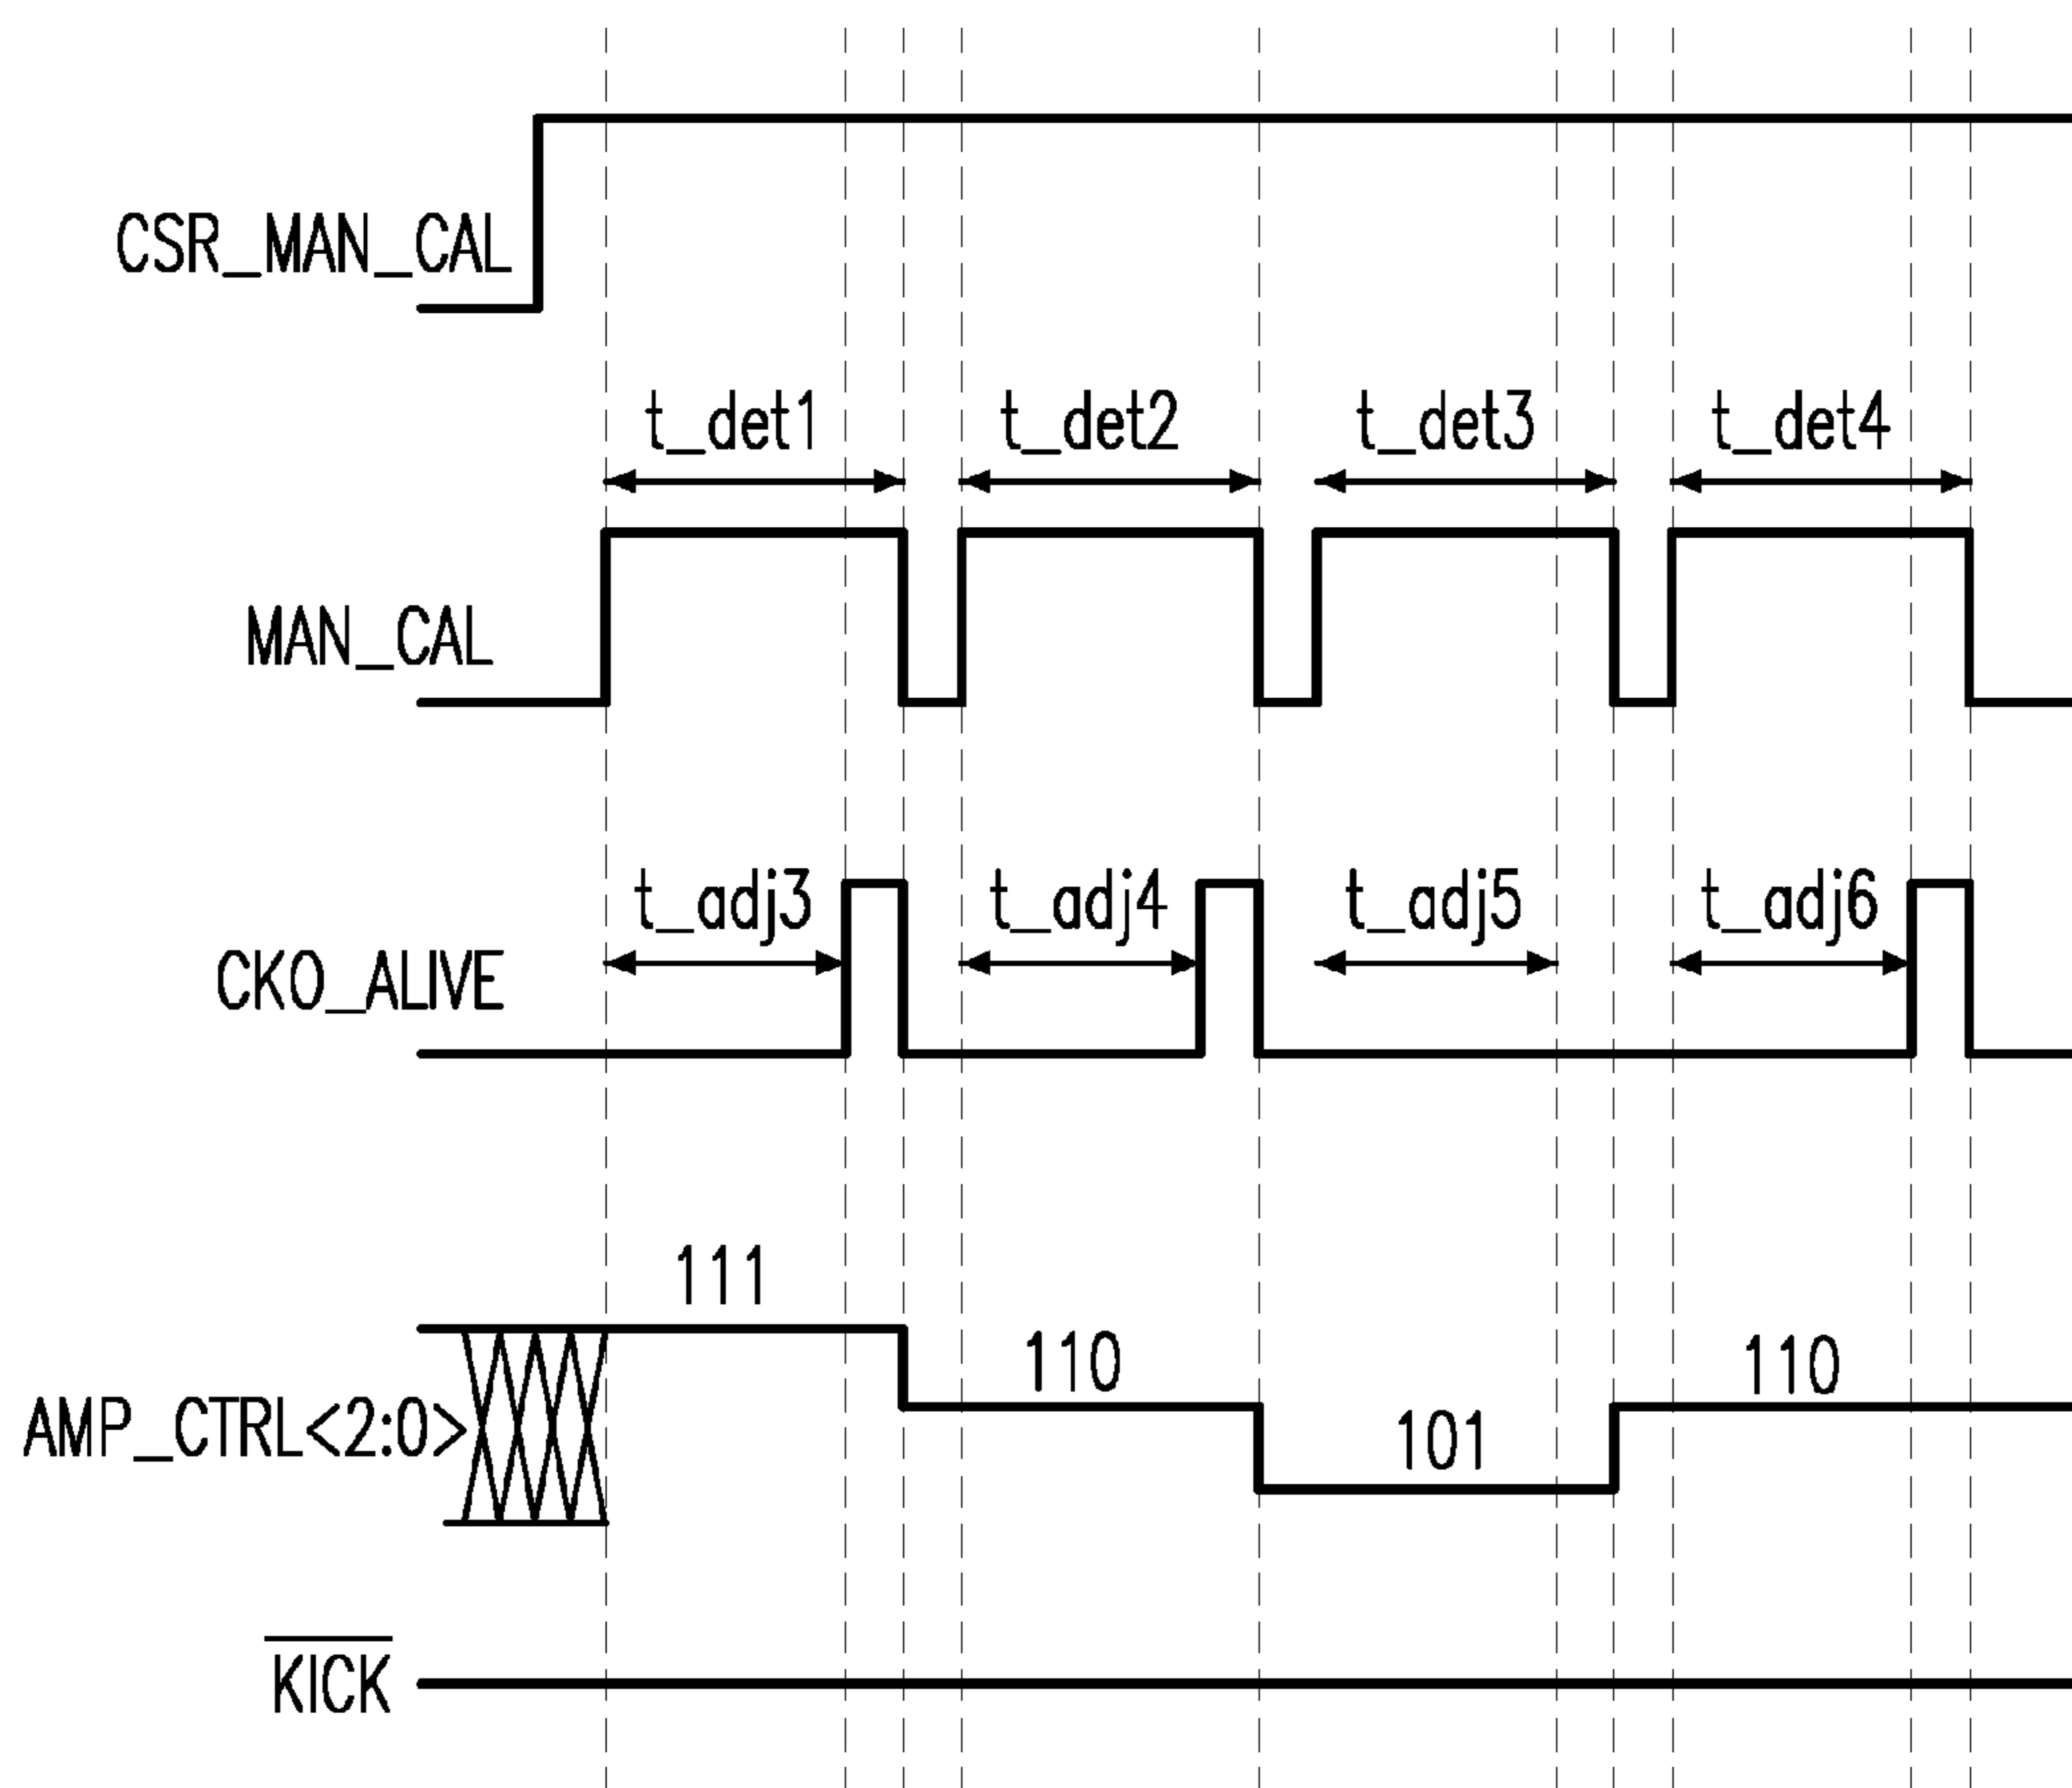 CSR_MAN_CAL
t_det1 t_det2 t_det3 t_det4
MAN_CAL
t_adj3 t_adj4 t_adj5 t_adj6
CKO_ALIVE
111
110
110
101
AMP_CTRL<2:0>
KICK